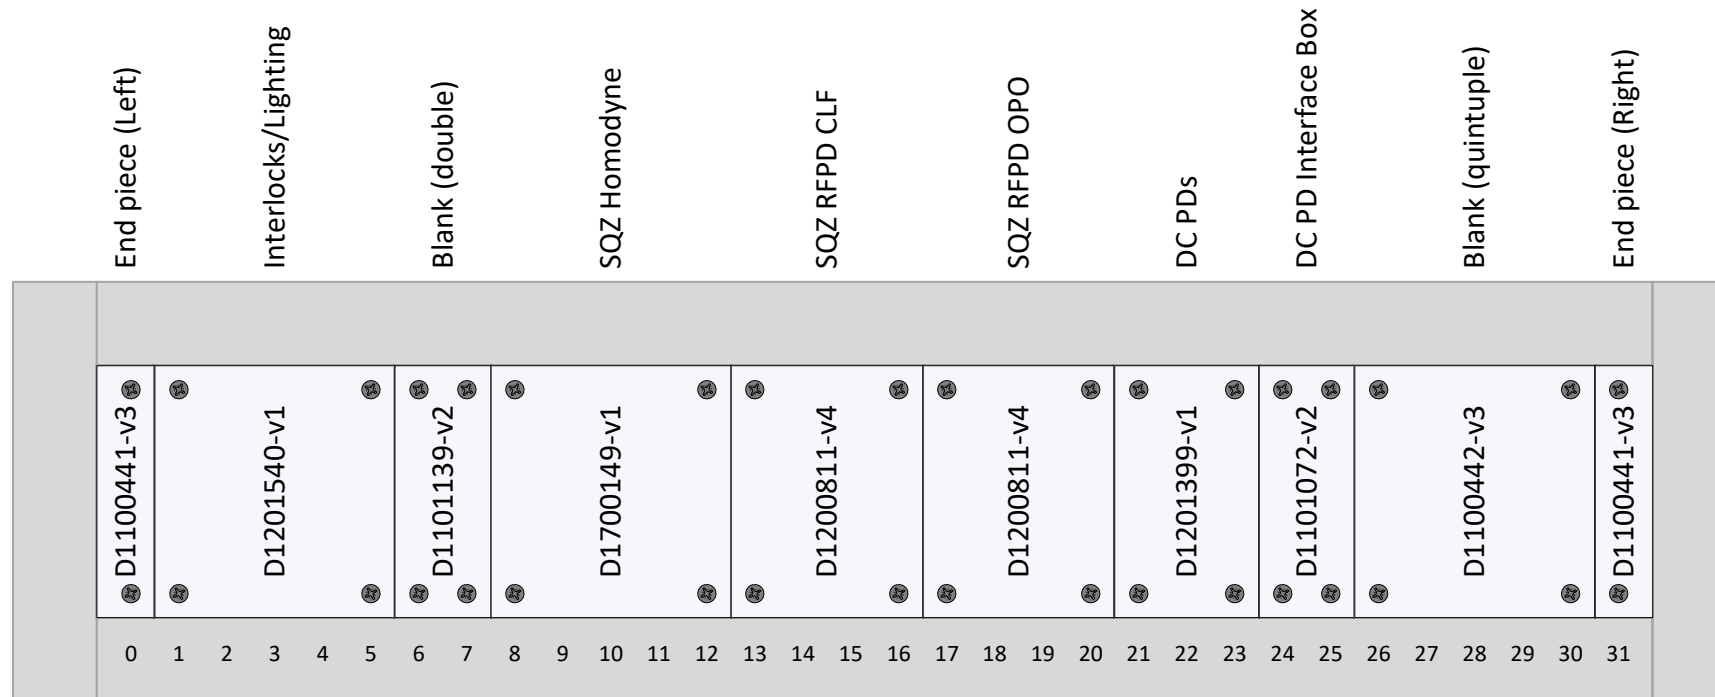 End piece (Left)
Interlocks/Lighting
Blank (double)
SQZ Homodyne
SQZ RFPD CLF
SQZ RFPD OPO
DC PDs
DC PD Interface Box
Blank (quintuple)
End piece (Right)
D1100441-v3
D1201540-v1
D1101139-v2
D1700149-v1
D1200811-v4
D1200811-v4
D1201399-v1
D1101072-v2
D1100442-v3
D1100441-v3
0 1 2 3 4 5 6 7 8 9 10 11 12 13 14 15 16 17 18 19 20 21 22 23 24 25 26 27 28 29 30 31